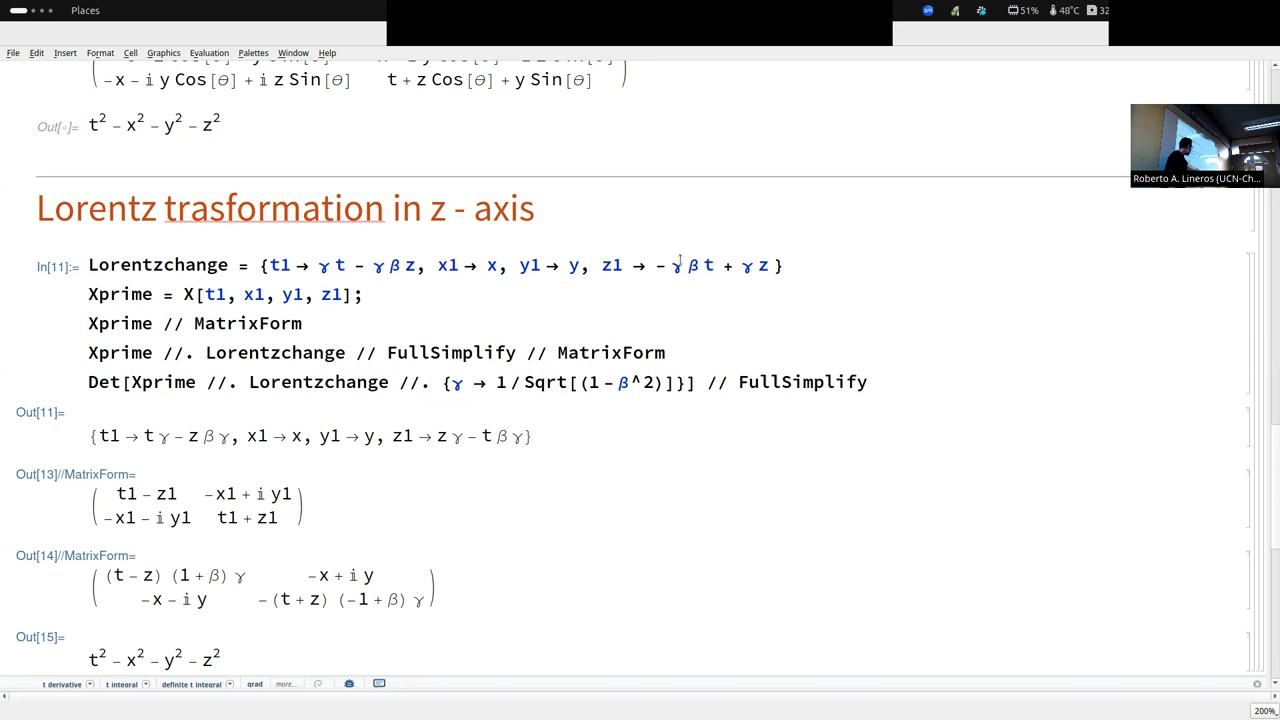 Places 51% 48°C 32
File Edit Insert Format Cell Graphics Evaluation Palettes Window Help
-x - ⅈ y Cos[θ] + ⅈ z Sin[θ] t + z Cos[θ] + y Sin[θ]
Out[◦]= t² - x² - y² - z²
Roberto A. Lineros (UCN-Ch...
Lorentz trasformation in z - axis
In[11]:= Lorentzchange = {t1 → γ t - γ β z, x1 → x, y1 → y, z1 → - γ β t + γ z }
Xprime = X[t1, x1, y1, z1];
Xprime // MatrixForm
Xprime //. Lorentzchange // FullSimplify // MatrixForm
Det[Xprime //. Lorentzchange //. {γ → 1 / Sqrt[(1 - β^2)]}] // FullSimplify
Out[11]=
{t1 → t γ - z β γ, x1 → x, y1 → y, z1 → z γ - t β γ}
Out[13]//MatrixForm=
t1 - z1 -x1 + ⅈ y1
-x1 - ⅈ y1 t1 + z1
Out[14]//MatrixForm=
(t - z) (1 + β) γ -x + ⅈ y
-x - ⅈ y -(t + z) (-1 + β) γ
Out[15]=
t² - x² - y² - z²
t derivative t integral definite t integral grad more...
200%